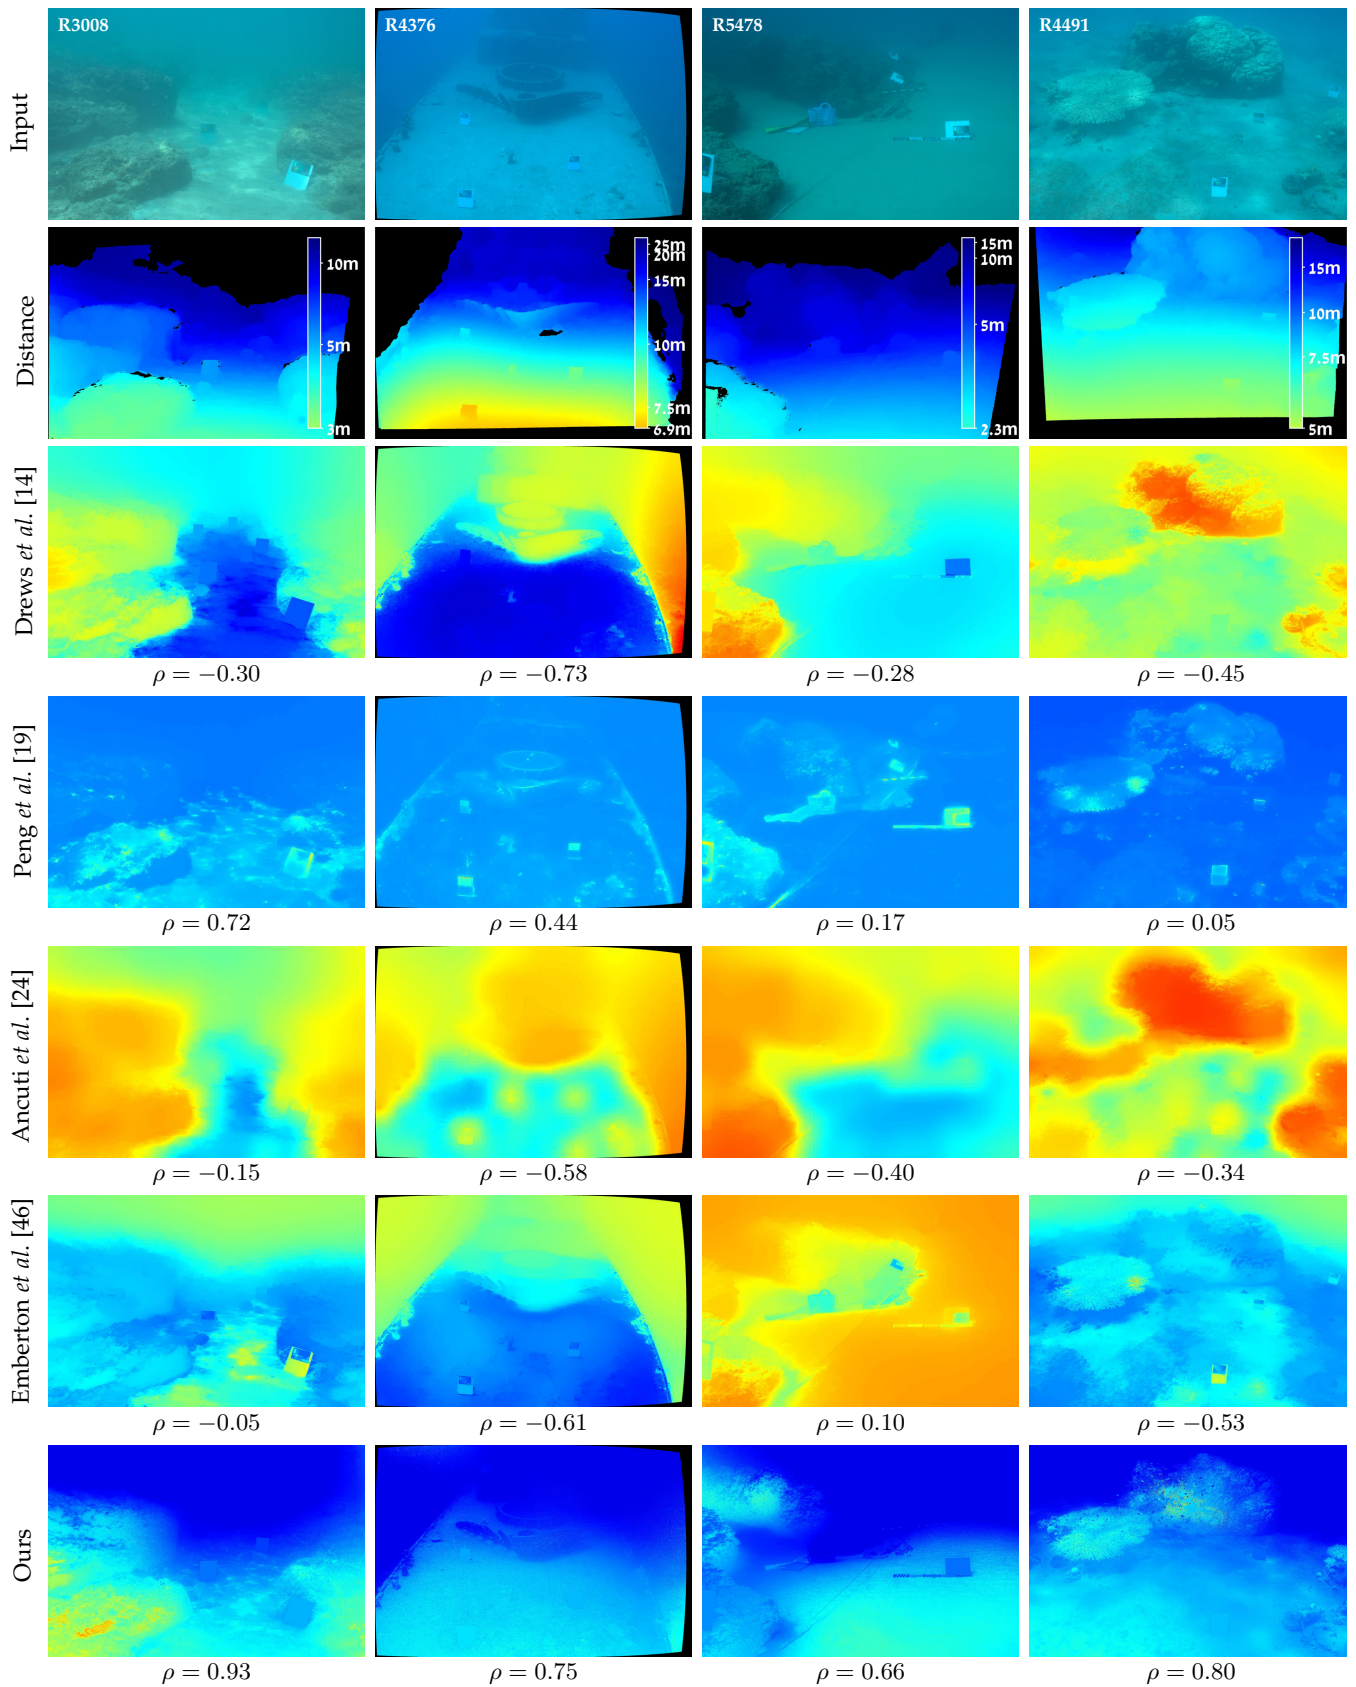 Input
R3008
R4376
R5478
R4491
Distance
10m
5m
3m
25m
20m
15m
10m
7.5m
6.9m
15m
10m
5m
2.3m
15m
10m
7.5m
5m
Drews et al. [14]
ρ = −0.30
ρ = −0.73
ρ = −0.28
ρ = −0.45
Peng et al. [19]
ρ = 0.72
ρ = 0.44
ρ = 0.17
ρ = 0.05
Ancuti et al. [24]
ρ = −0.15
ρ = −0.58
ρ = −0.40
ρ = −0.34
Emberton et al. [46]
ρ = −0.05
ρ = −0.61
ρ = 0.10
ρ = −0.53
Ours
ρ = 0.93
ρ = 0.75
ρ = 0.66
ρ = 0.80